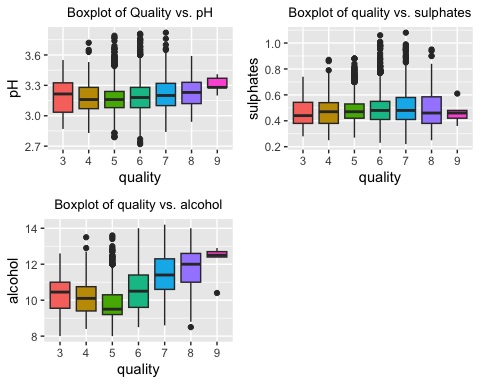 Boxplot of Quality vs. pH
pH
3.6
3.3
3.0
2.7
3 4 5 6 7 8 9
quality
Boxplot of quality vs. sulphates
sulphates
1.0
0.8
0.6
0.4
0.2
3 4 5 6 7 8 9
quality
Boxplot of quality vs. alcohol
alcohol
14
12
10
8
3 4 5 6 7 8 9
quality